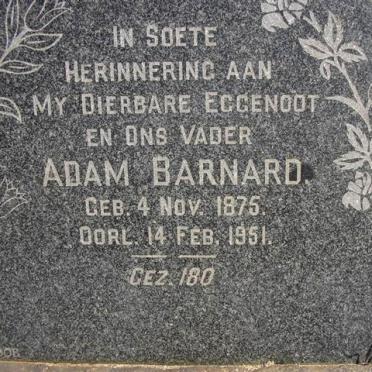 IN SOETE
HERINNERING AAN
MY DIERBARE EGGENOOT
EN ONS VADER
ADAM BARNARD.
GEB. 4 NOV. 1875.
OORL. 14 FEB. 1951.
GEZ. 180